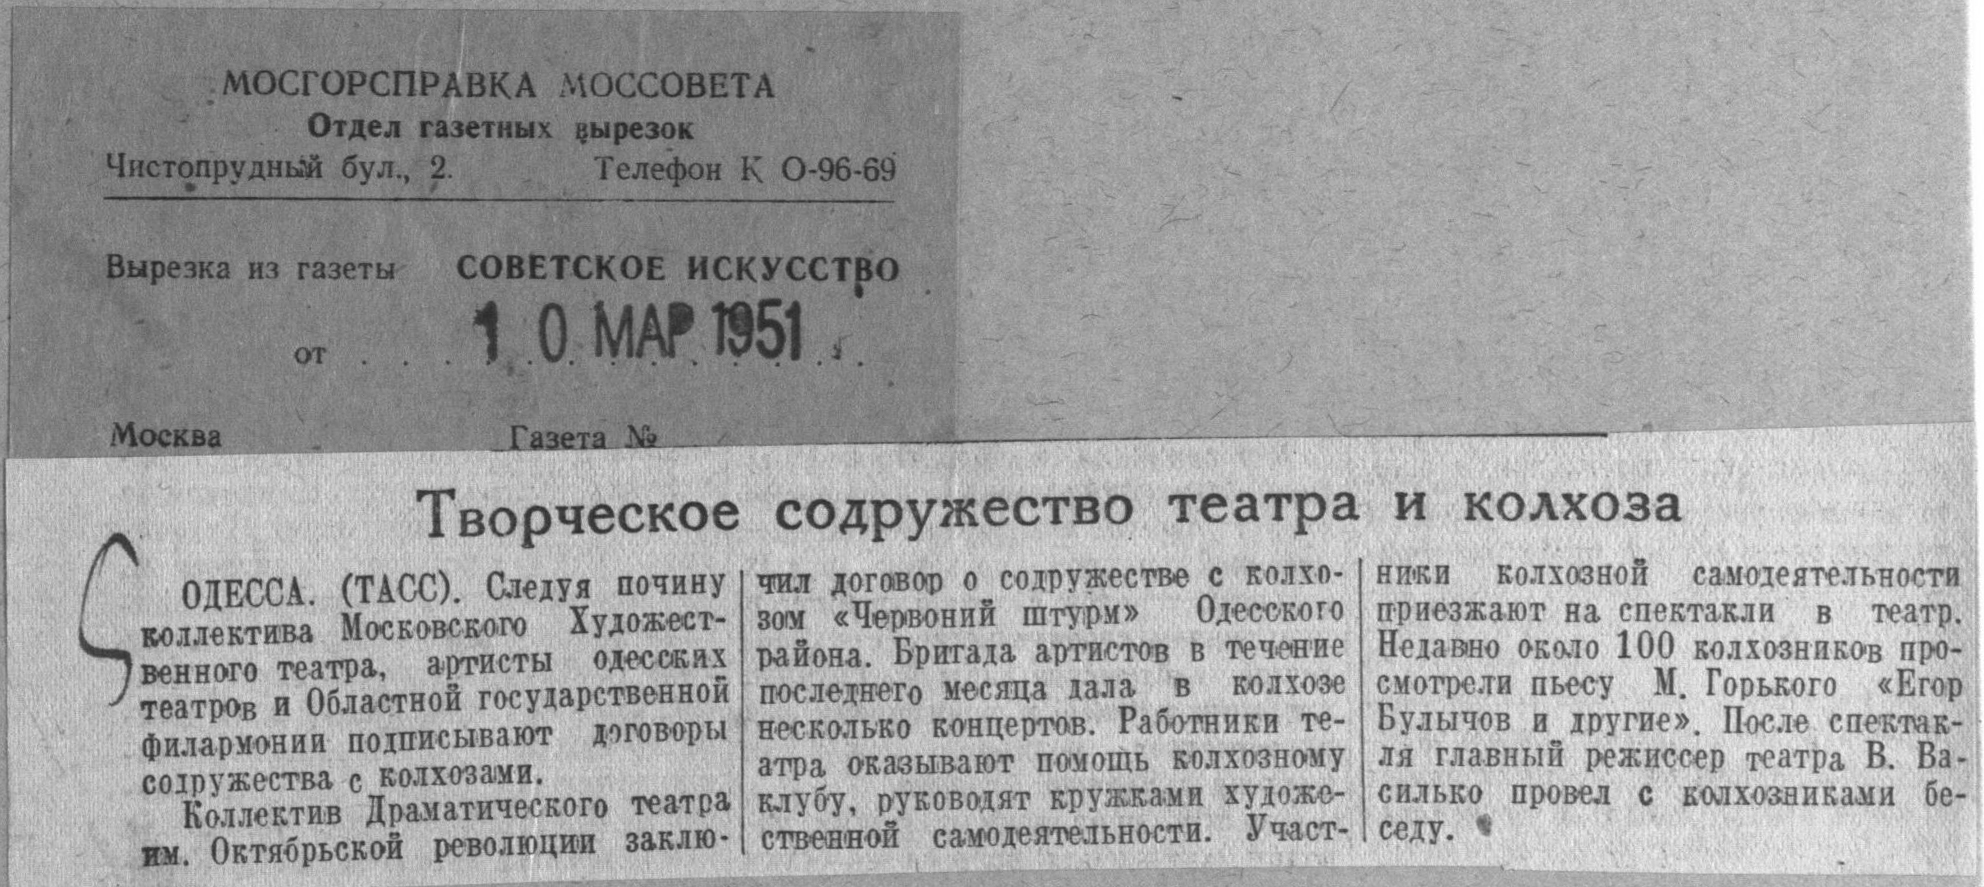 МОСГОРСПРАВКА МОССОВЕТА
Отдел газетных вырезок
Чистопрудный бул., 2. Телефон К 0-96-69
Вырезка из газеты СОВЕТСКОЕ ИСКУССТВО
от . . . . 10 МАР 1951 . .
Москва Газета №
Творческое содружество театра и колхоза
ОДЕССА. (ТАСС). Следуя почину
коллектива Московского Художест-
венного театра, артисты одесских
театров и Областной государственной
филармонии подписывают договоры
содружества с колхозами.
Коллектив Драматического театра
им. Октябрьской революции заклю-
чил договор о содружестве с колхо-
зом «Червоний штурм» Одесского
района. Бригада артистов в течение
последнего месяца дала в колхозе
несколько концертов. Работники те-
атра оказывают помощь колхозному
клубу, руководят кружками художе-
ственной самодеятельности. Участ-
ники колхозной самодеятельности
приезжают на спектакли в театр.
Недавно около 100 колхозников про-
смотрели пьесу М. Горького «Егор
Булычов и другие». После спектак-
ля главный режиссер театра В. Ва-
силько провел с колхозниками бе-
седу.